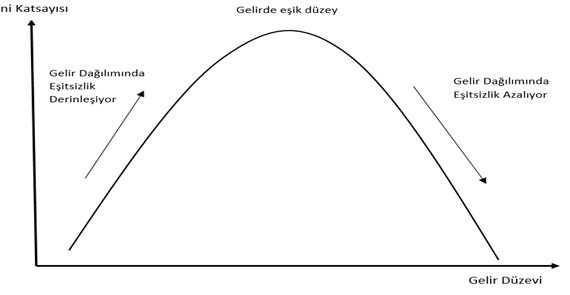 ni Katsayısı
Gelirde eşik düzey
Gelir Dağılımında
Eşitsizlik
Derinleşiyor
Gelir Dağılımında
Eşitsizlik Azalıyor
Gelir Düzevi